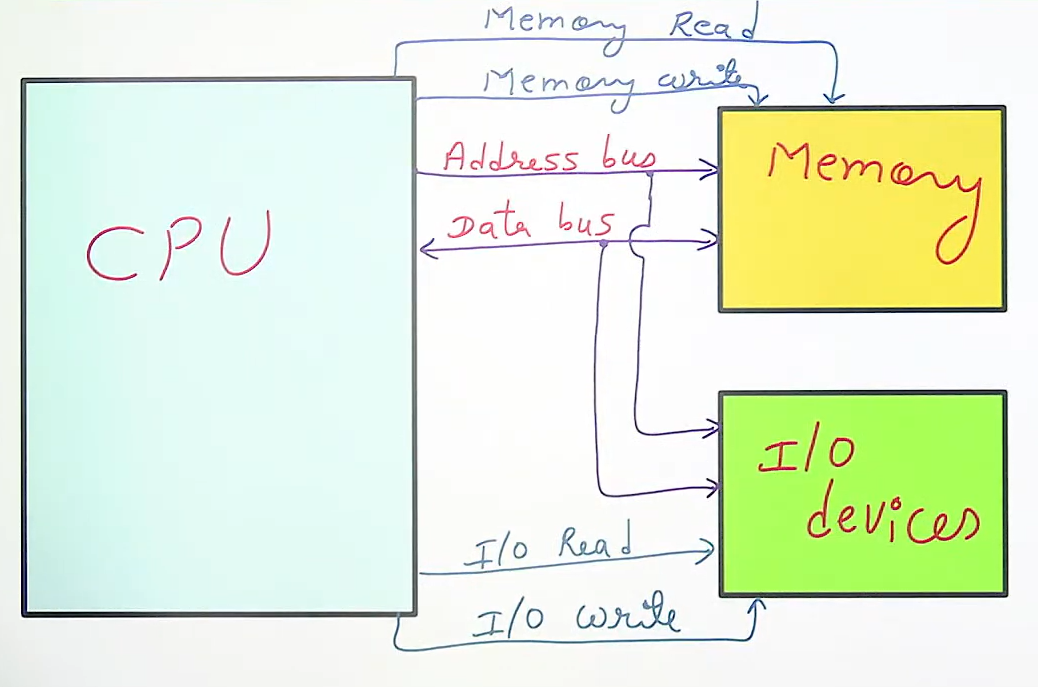 Memory Read
Memory write
Address bus
Data bus
CPU
Memory
I/O
devices
I/O Read
I/O write